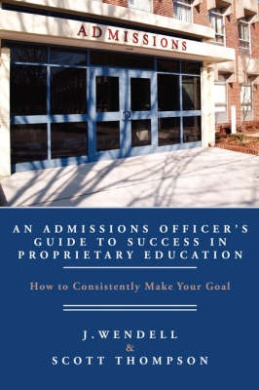 ADMISSIONS
AN ADMISSIONS OFFICER'S
GUIDE TO SUCCESS IN
PROPRIETARY EDUCATION
How to Consistently Make Your Goal
J. WENDELL
&
SCOTT THOMPSON